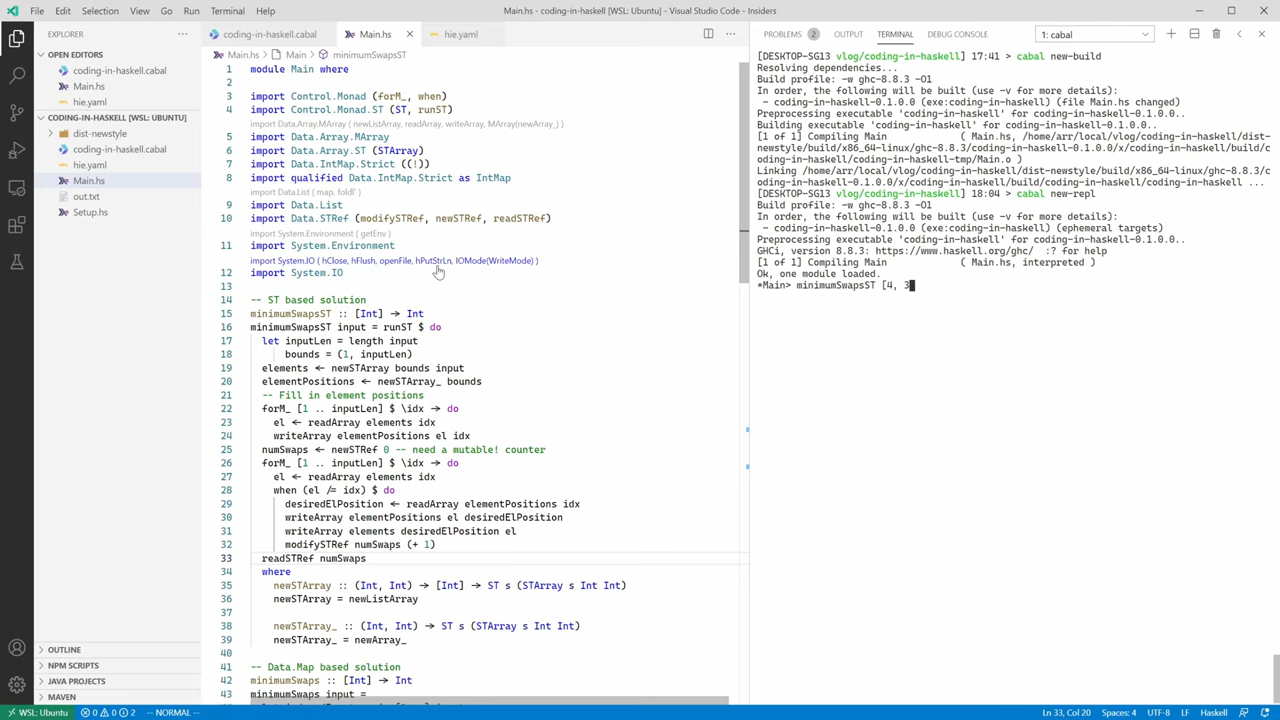 File Edit Selection View Go Run Terminal Help
Main.hs - coding-in-haskell [WSL: Ubuntu] - Visual Studio Code - Insiders
EXPLORER
OPEN EDITORS
coding-in-haskell.cabal
Main.hs
hie.yaml
CODING-IN-HASKELL [WSL: UBUNTU]
dist-newstyle
coding-in-haskell.cabal
hie.yaml
Main.hs
out.txt
Setup.hs
OUTLINE
NPM SCRIPTS
JAVA PROJECTS
MAVEN
coding-in-haskell.cabal Main.hs hie.yaml
Main.hs Main minimumSwapsST
1 module Main where
2
3 import Control.Monad (forM_, when)
4 import Control.Monad.ST (ST, runST)
import Data.Array.MArray ( newListArray, readArray, writeArray, MArray(newArray_) )
5 import Data.Array.MArray
6 import Data.Array.ST (STArray)
7 import Data.IntMap.Strict ((!))
8 import qualified Data.IntMap.Strict as IntMap
import Data.List ( map, foldl' )
9 import Data.List
10 import Data.STRef (modifySTRef, newSTRef, readSTRef)
import System.Environment ( getEnv )
11 import System.Environment
import System.IO ( hClose, hFlush, openFile, hPutStrLn, IOMode(WriteMode) )
12 import System.IO
13
14 -- ST based solution
15 minimumSwapsST :: [Int] → Int
16 minimumSwapsST input = runST $ do
17 let inputLen = length input
18 bounds = (1, inputLen)
19 elements ← newSTArray bounds input
20 elementPositions ← newSTArray_ bounds
21 -- Fill in element positions
22 forM_ [1 .. inputLen] $ \idx → do
23 el ← readArray elements idx
24 writeArray elementPositions el idx
25 numSwaps ← newSTRef 0 -- need a mutable! counter
26 forM_ [1 .. inputLen] $ \idx → do
27 el ← readArray elements idx
28 when (el /= idx) $ do
29 desiredElPosition ← readArray elementPositions idx
30 writeArray elementPositions el desiredElPosition
31 writeArray elements desiredElPosition el
32 modifySTRef numSwaps (+ 1)
33 readSTRef numSwaps
34 where
35 newSTArray :: (Int, Int) → [Int] → ST s (STArray s Int Int)
36 newSTArray = newListArray
37
38 newSTArray_ :: (Int, Int) → ST s (STArray s Int Int)
39 newSTArray_ = newArray_
40
41 -- Data.Map based solution
42 minimumSwaps :: [Int] → Int
43 minimumSwaps input =
PROBLEMS 2 OUTPUT TERMINAL DEBUG CONSOLE 1: cabal
[DESKTOP-SG13 vlog/coding-in-haskell] 17:41 > cabal new-build
Resolving dependencies...
Build profile: -w ghc-8.8.3 -O1
In order, the following will be built (use -v for more details):
- coding-in-haskell-0.1.0.0 (exe:coding-in-haskell) (file Main.hs changed)
Preprocessing executable 'coding-in-haskell' for coding-in-haskell-0.1.0.0..
Building executable 'coding-in-haskell' for coding-in-haskell-0.1.0.0..
[1 of 1] Compiling Main ( Main.hs, /home/arr/local/vlog/coding-in-haskell/dist-
newstyle/build/x86_64-linux/ghc-8.8.3/coding-in-haskell-0.1.0.0/x/coding-in-haskell/build/c
oding-in-haskell/coding-in-haskell-tmp/Main.o )
Linking /home/arr/local/vlog/coding-in-haskell/dist-newstyle/build/x86_64-linux/ghc-8.8.3/c
oding-in-haskell-0.1.0.0/x/coding-in-haskell/build/coding-in-haskell/coding-in-haskell ...
[DESKTOP-SG13 vlog/coding-in-haskell] 18:04 > cabal new-repl
Build profile: -w ghc-8.8.3 -O1
In order, the following will be built (use -v for more details):
- coding-in-haskell-0.1.0.0 (exe:coding-in-haskell) (ephemeral targets)
Preprocessing executable 'coding-in-haskell' for coding-in-haskell-0.1.0.0..
GHCi, version 8.8.3: https://www.haskell.org/ghc/ :? for help
[1 of 1] Compiling Main ( Main.hs, interpreted )
Ok, one module loaded.
*Main> minimumSwapsST [4, 3
WSL: Ubuntu 0 0 2 -- NORMAL -- Ln 33, Col 20 Spaces: 4 UTF-8 LF Haskell